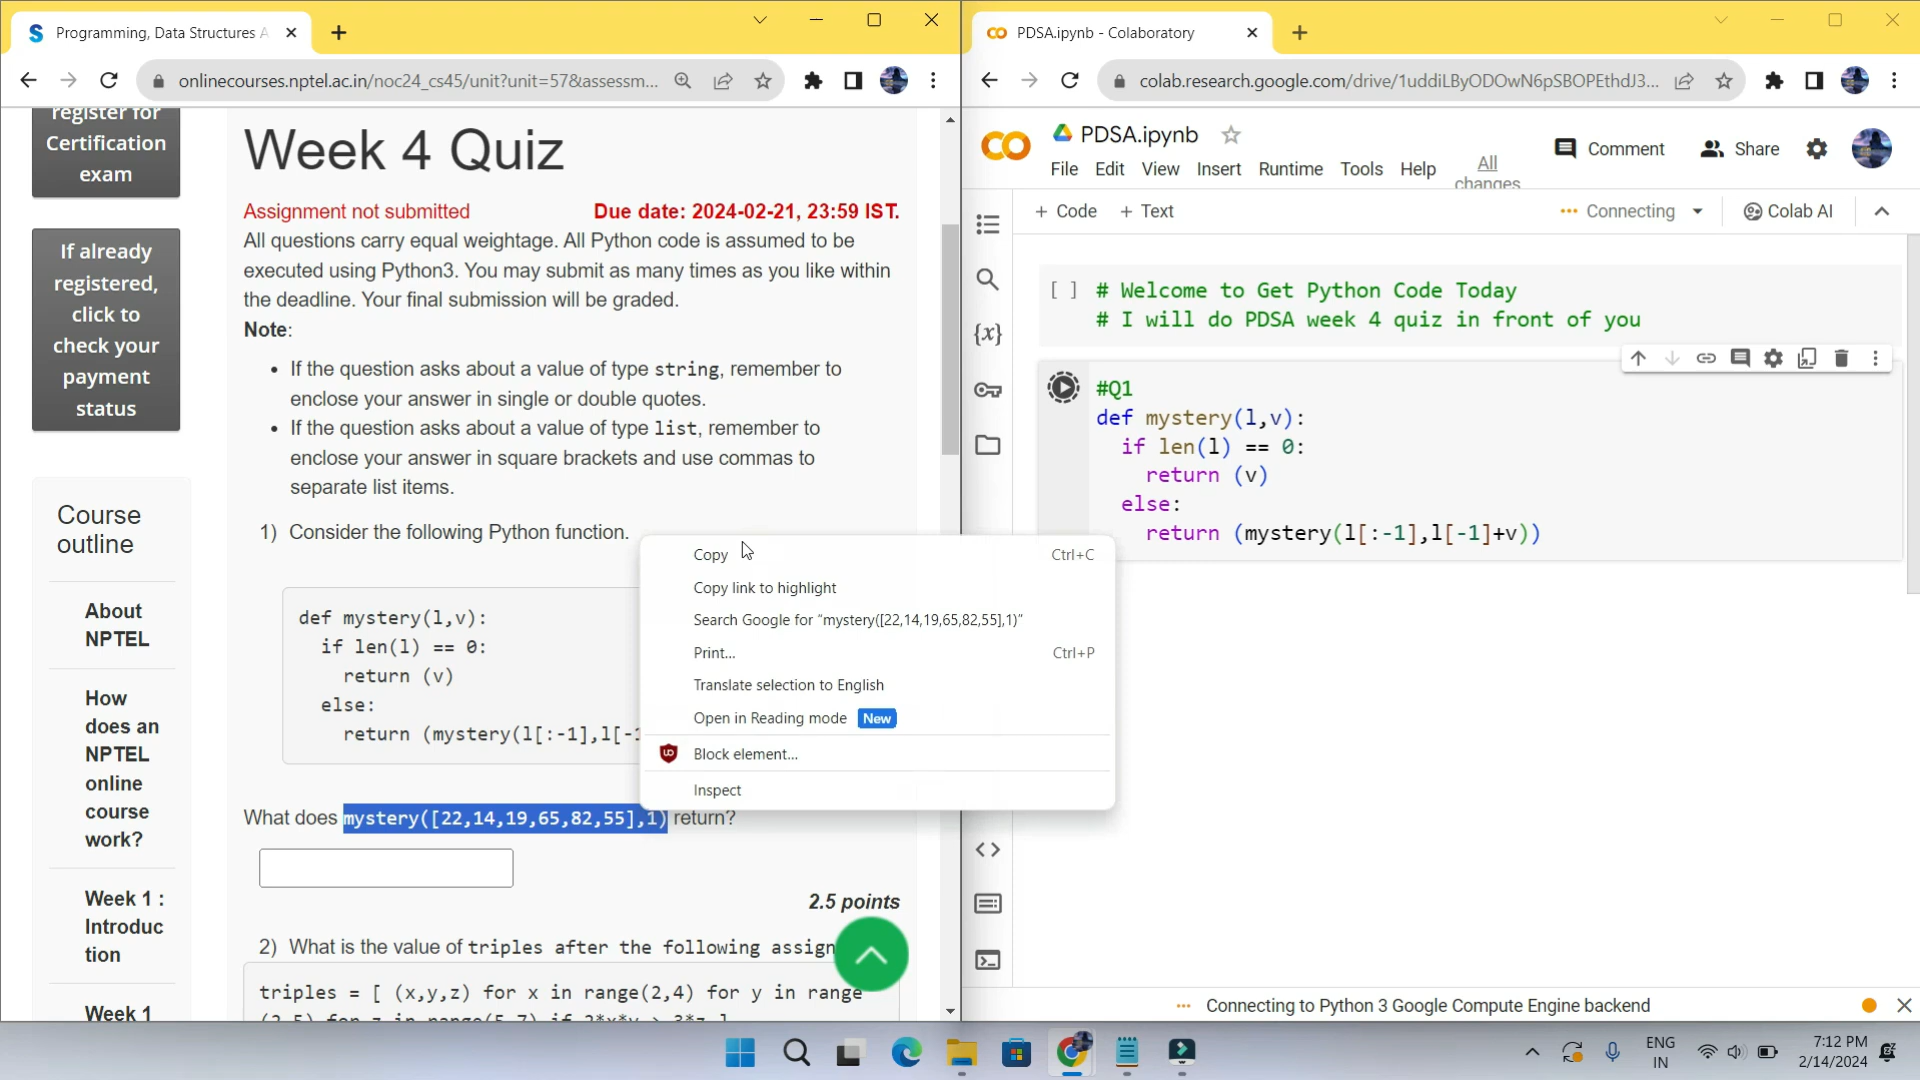 Programming, Data Structures A
onlinecourses.nptel.ac.in/noc24_cs45/unit?unit=57&assessm...
register for
Certification
exam
If already
registered,
click to
check your
payment
status
Course
outline
About
NPTEL
How
does an
NPTEL
online
course
work?
Week 1 :
Introduc
tion
Week 1
Week 4 Quiz
Assignment not submitted
Due date: 2024-02-21, 23:59 IST.
All questions carry equal weightage. All Python code is assumed to be
executed using Python3. You may submit as many times as you like within
the deadline. Your final submission will be graded.
Note:
• If the question asks about a value of type string, remember to
enclose your answer in single or double quotes.
• If the question asks about a value of type list, remember to
enclose your answer in square brackets and use commas to
separate list items.
1) Consider the following Python function.
def mystery(l,v):
if len(l) == 0:
return (v)
else:
return (mystery(l[:-1],l[-1
What does mystery([22,14,19,65,82,55],1) return?
2.5 points
2) What is the value of triples after the following assign
triples = [ (x,y,z) for x in range(2,4) for y in range
(2,5) for z in range(5,7) if 2*x*y > 3*z ]
Copy
Ctrl+C
Copy link to highlight
Search Google for “mystery([22,14,19,65,82,55],1)”
Print...
Ctrl+P
Translate selection to English
Open in Reading mode New
Block element...
Inspect
PDSA.ipynb - Colaboratory
colab.research.google.com/drive/1uddiLByODOwN6pSBOPEthdJ3...
PDSA.ipynb
File Edit View Insert Runtime Tools Help
All
changes
Comment
Share
+ Code + Text
Connecting
Colab AI
[ ] # Welcome to Get Python Code Today
# I will do PDSA week 4 quiz in front of you
#Q1
def mystery(l,v):
if len(l) == 0:
return (v)
else:
return (mystery(l[:-1],l[-1]+v))
{x}
Connecting to Python 3 Google Compute Engine backend
ENG
IN
7:12 PM
2/14/2024